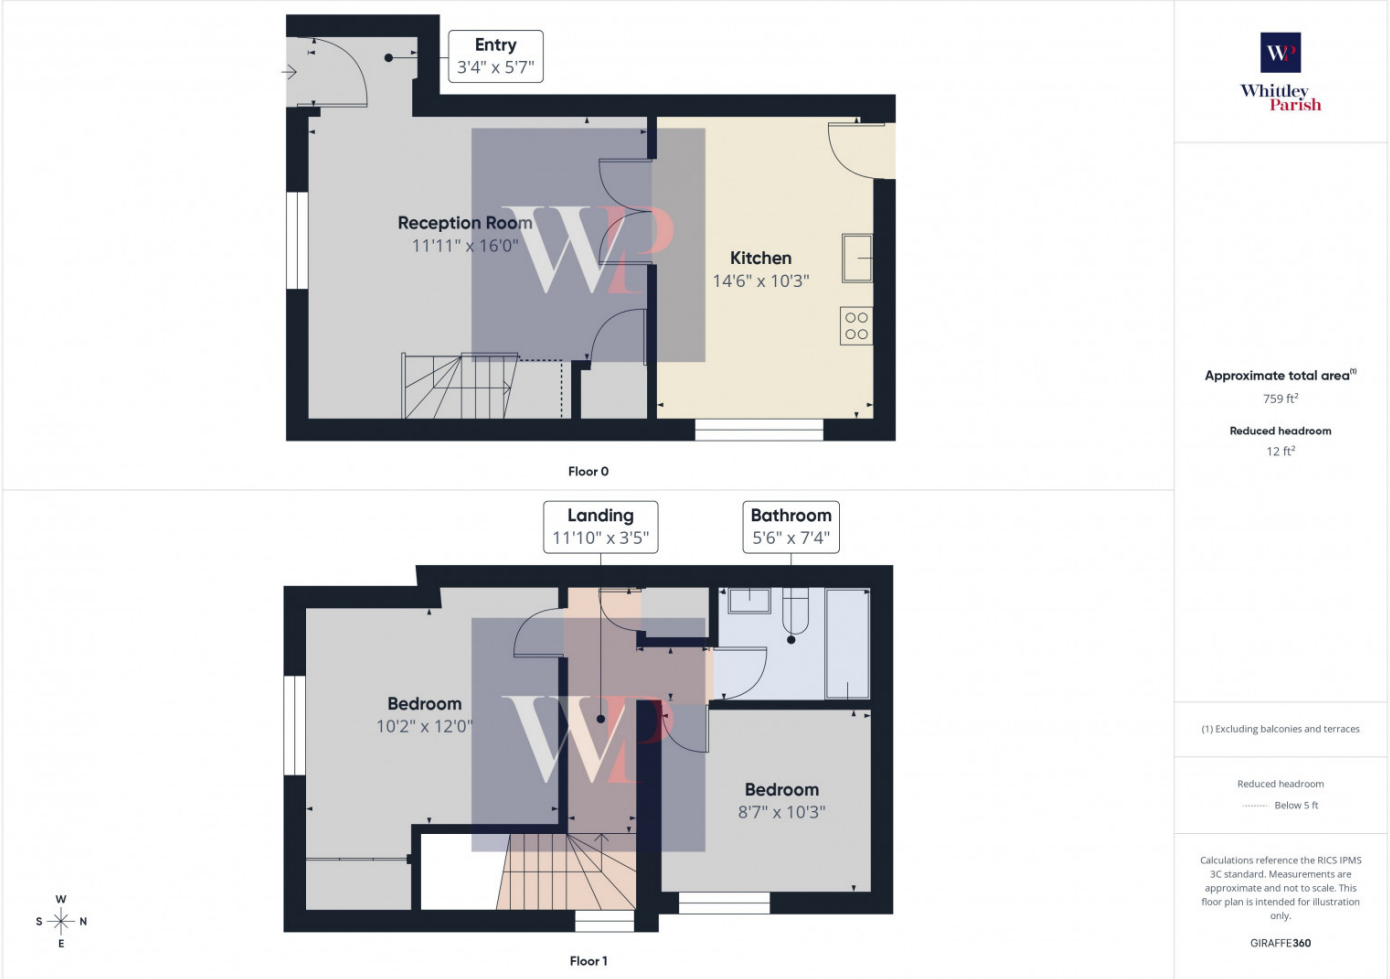 Entry
3'4" x 5'7"
Reception Room
11'11" x 16'0"
Kitchen
14'6" x 10'3"
WP
Floor 0
Landing
11'10" x 3'5"
Bathroom
5'6" x 7'4"
Bedroom
10'2" x 12'0"
WP
Bedroom
8'7" x 10'3"
W
S N
E
Floor 1
WP
Whittley
Parish
Approximate total area(1)
759 ft²
Reduced headroom
12 ft²
(1) Excluding balconies and terraces
Reduced headroom
Below 5 ft
Calculations reference the RICS IPMS
3C standard. Measurements are
approximate and not to scale. This
floor plan is intended for illustration
only.
GIRAFFE360